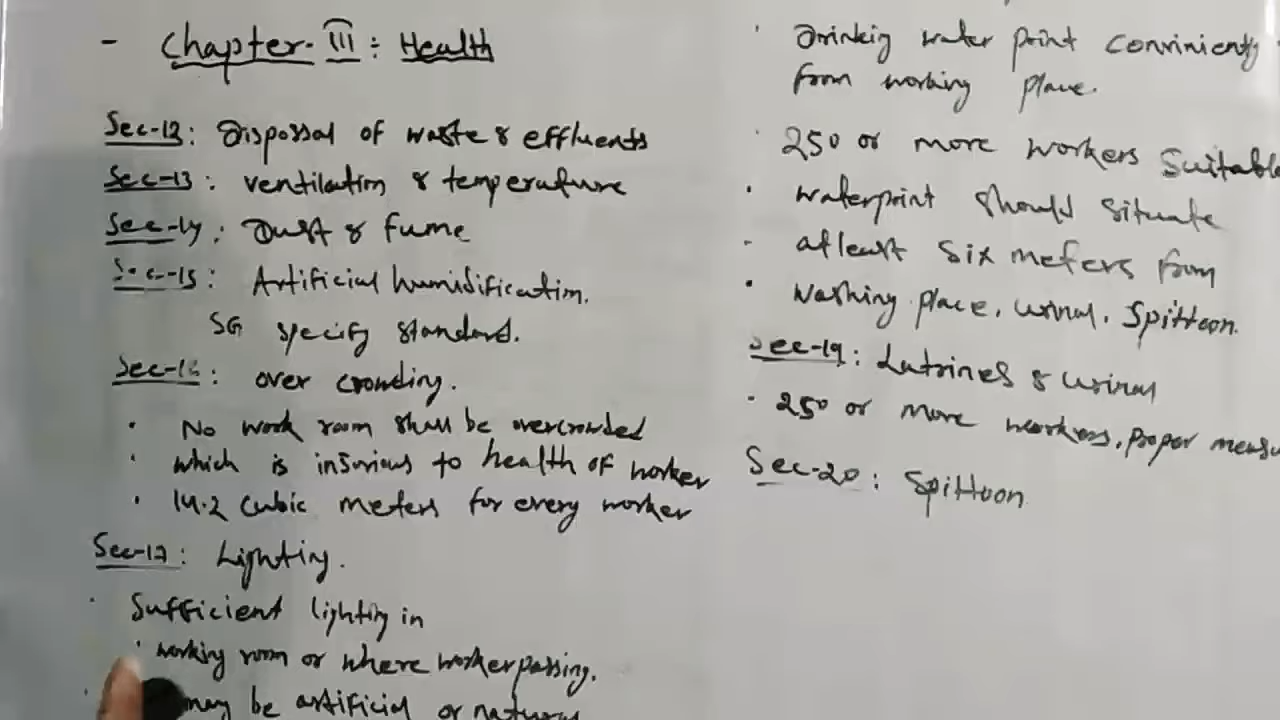 - Chapter-III : Health
Sec-12: Disposal of waste & effluents
Sec-13: ventilation & temperature
Sec-14: Dust & fume
Sec-15: Artificial humidification.
SG specify standard.
Sec-16: over crowding.
· No work room shall be overcrowded
· which is insurious to health of worker
· 14.2 cubic meters for every worker
Sec-17: Lighting.
· Sufficient lighting in
· working room or where worker passing.
· may be artificial or natural
· Drinking water point conviniently
from working place.
· 250 or more workers suitable
· waterpoint should situate
· atleast six meters from
· washing place, urinal, spittoon.
Sec-19: Latrines & urinal
· 250 or more workers, proper measu
Sec-20: Spittoon